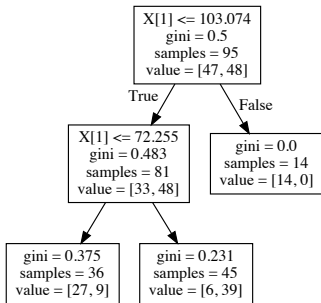 X[1] <= 103.074
gini = 0.5
samples = 95
value = [47, 48]
True
False
X[1] <= 72.255
gini = 0.483
samples = 81
value = [33, 48]
gini = 0.0
samples = 14
value = [14, 0]
gini = 0.375
samples = 36
value = [27, 9]
gini = 0.231
samples = 45
value = [6, 39]